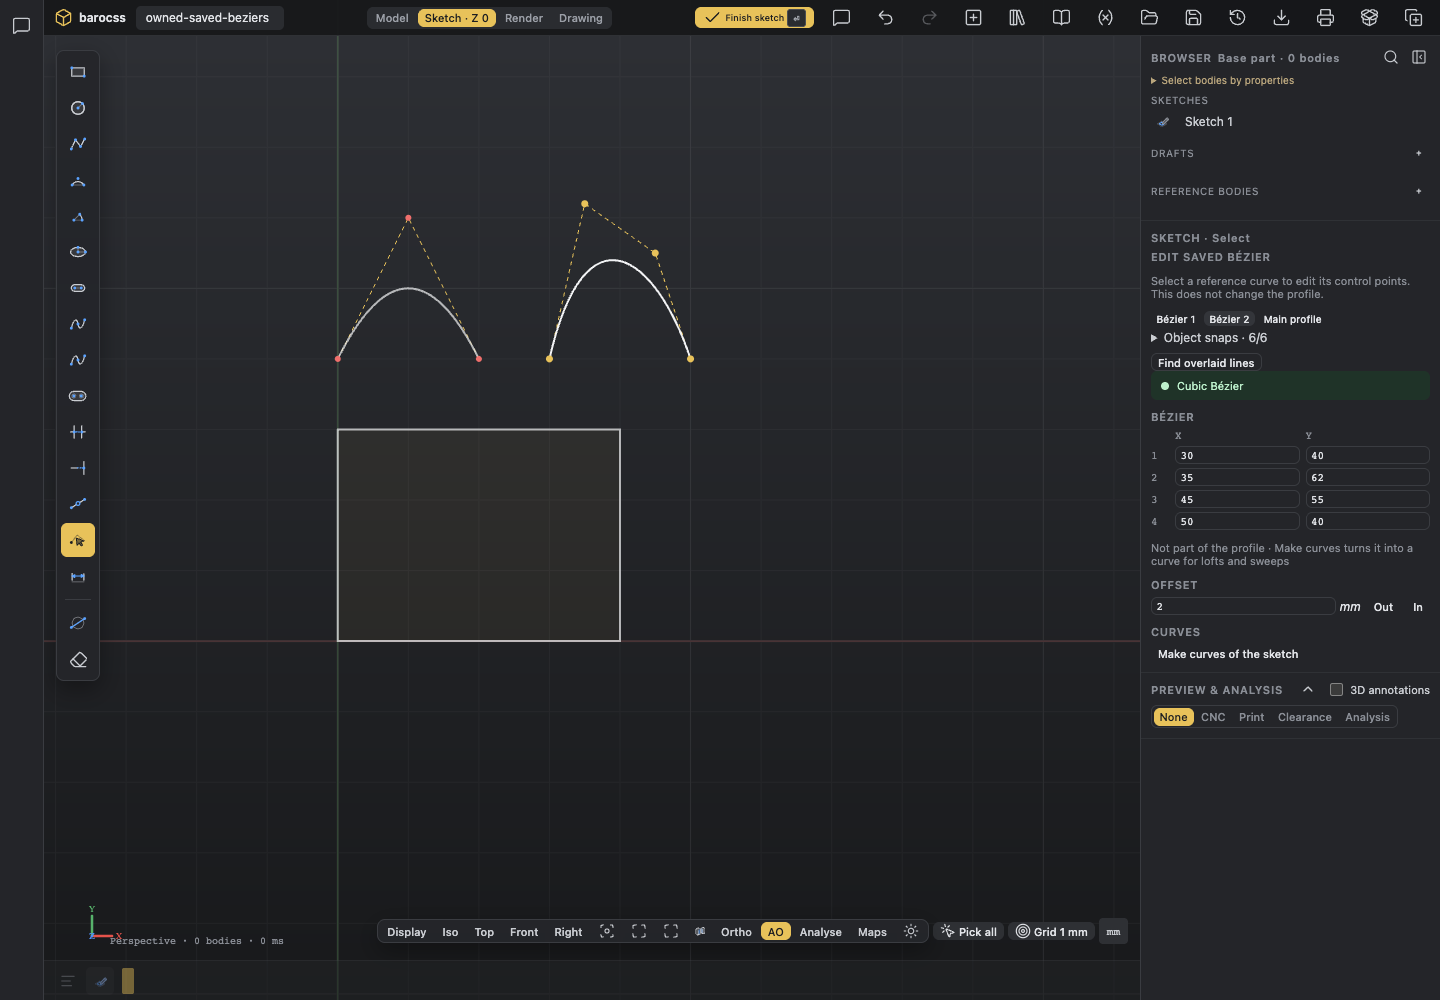 barocss
owned-saved-beziers
Model
Sketch · Z 0
Render
Drawing
Finish sketch
BROWSER Base part · 0 bodies
Select bodies by properties
SKETCHES
Sketch 1
DRAFTS
REFERENCE BODIES
SKETCH · Select
EDIT SAVED BÉZIER
Select a reference curve to edit its control points.
This does not change the profile.
Bézier 1 Bézier 2 Main profile
Object snaps · 6/6
Find overlaid lines
Cubic Bézier
BÉZIER
X Y
1 30 40
2 35 62
3 45 55
4 50 40
Not part of the profile · Make curves turns it into a
curve for lofts and sweeps
OFFSET
2 mm Out In
CURVES
Make curves of the sketch
PREVIEW & ANALYSIS 3D annotations
None CNC Print Clearance Analysis
Y
Z X
Perspective · 0 bodies · 0 ms
Display Iso Top Front Right Ortho AO Analyse Maps Pick all Grid 1 mm mm